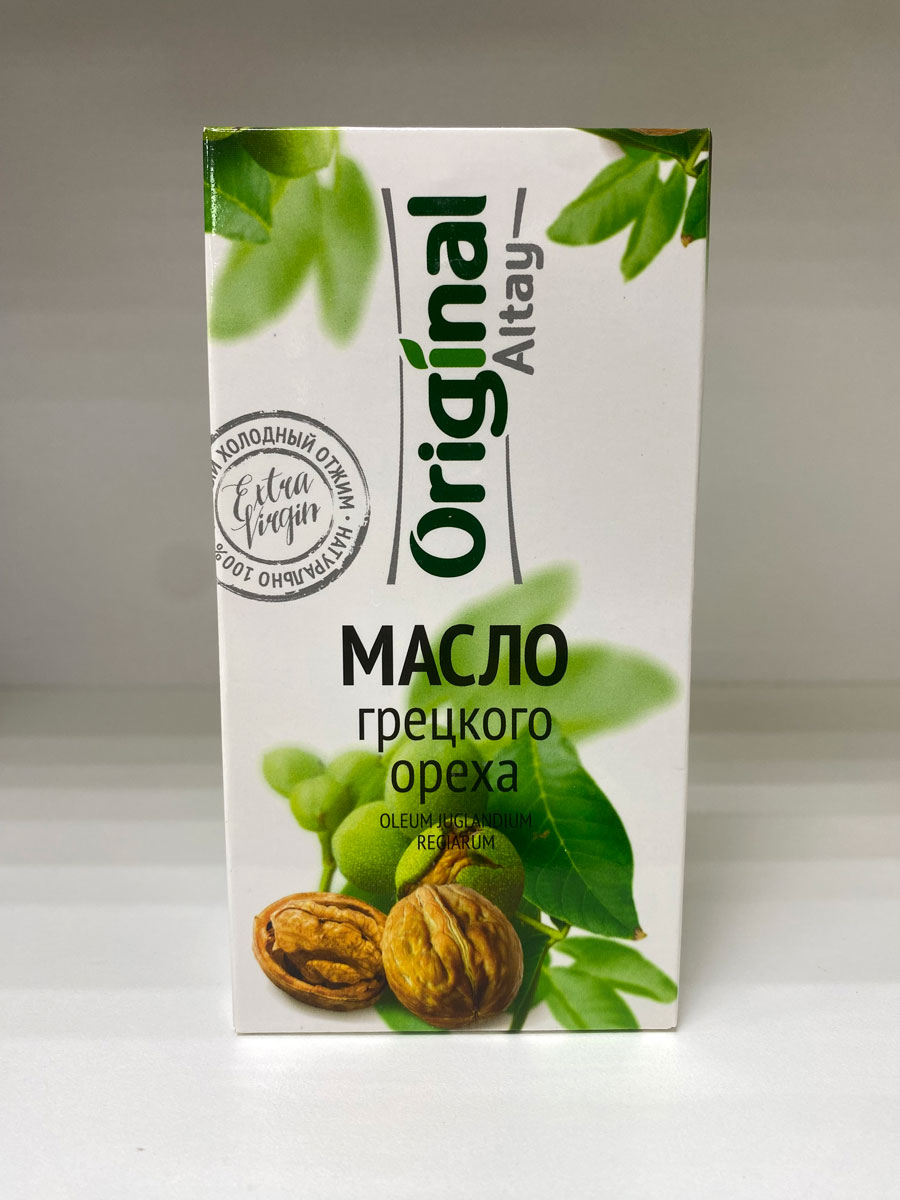 Original
Altay
ХОЛОДНЫЙ ОТЖИМ · НАТУРАЛЬНО 100%
Extra
Virgin
МАСЛО
грецкого
ореха
OLEUM JUGLANDIUM
REGIARUM